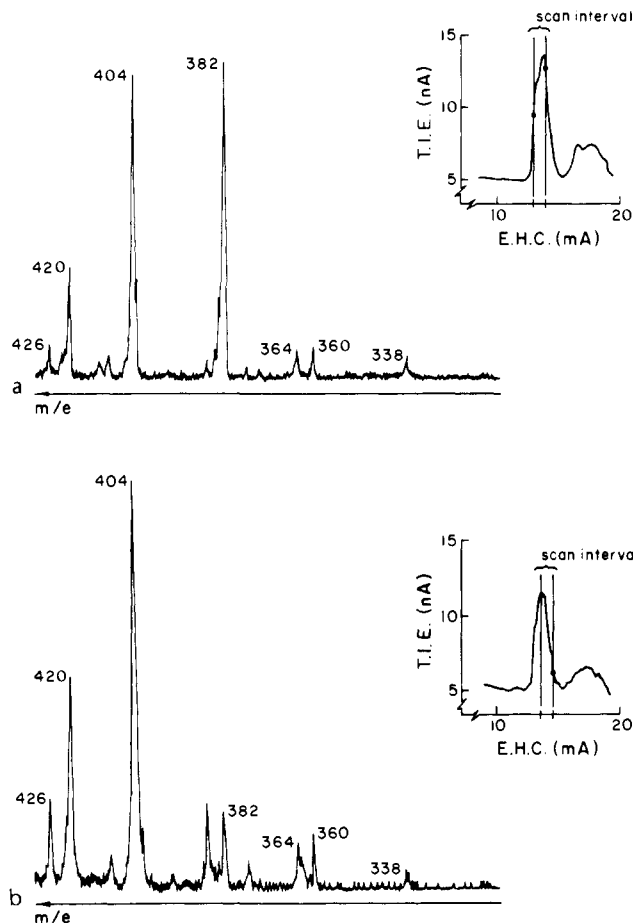 scan interval
15
10
5
T.I.E. (nA)
10
20
E.H.C. (mA)
404
382
420
426
364
360
338
a
m/e
scan interval
15
10
5
T.I.E. (nA)
10
20
E.H.C. (mA)
404
420
426
382
364
360
338
b
m/e